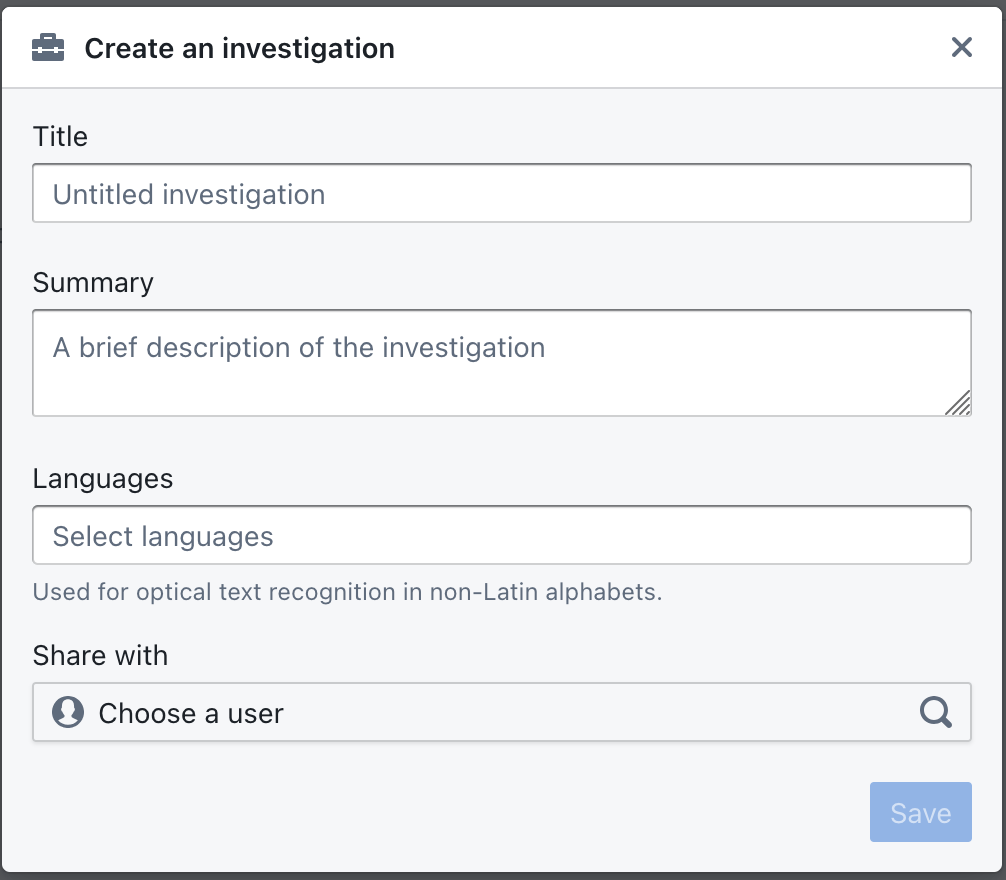 Create an investigation
Title
Untitled investigation
Summary
A brief description of the investigation
Languages
Select languages
Used for optical text recognition in non-Latin alphabets.
Share with
Choose a user
Save